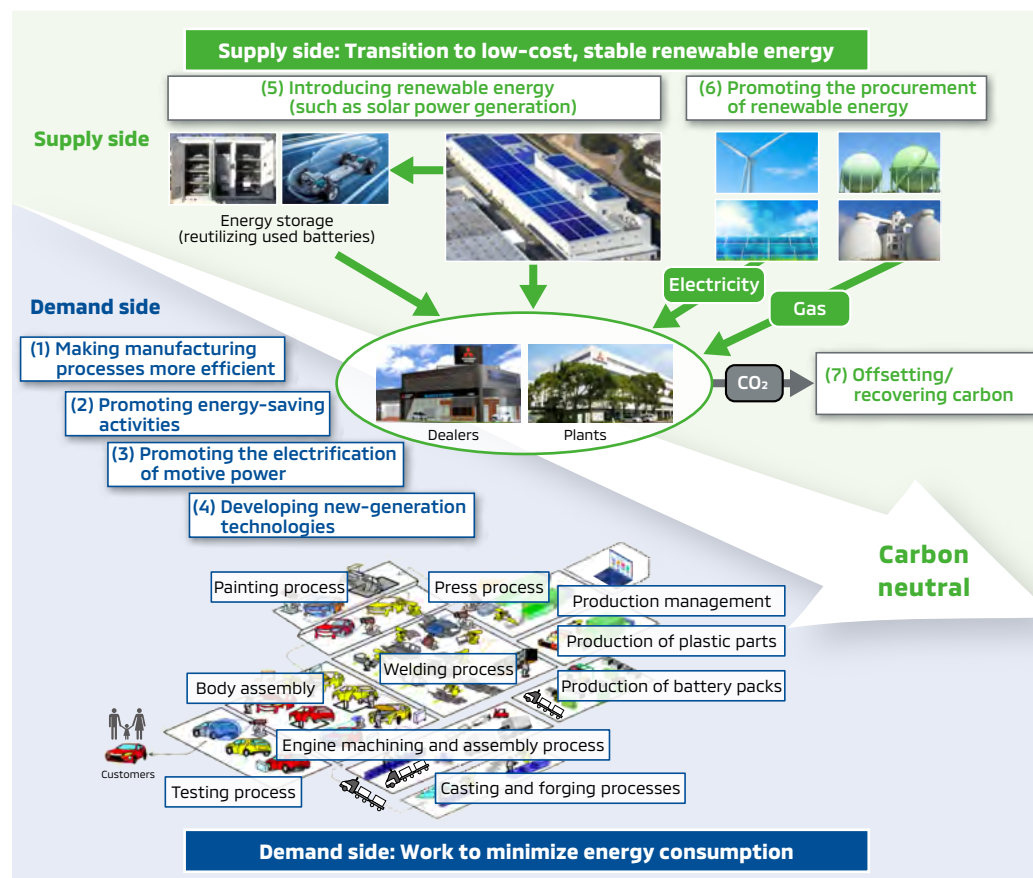 Supply side: Transition to low-cost, stable renewable energy
(5) Introducing renewable energy
(such as solar power generation)
(6) Promoting the procurement
of renewable energy
Supply side
Energy storage
(reutilizing used batteries)
Electricity
Gas
Demand side
(1) Making manufacturing
processes more efficient
(2) Promoting energy-saving
activities
(3) Promoting the electrification
of motive power
(4) Developing new-generation
technologies
Dealers
Plants
CO₂
(7) Offsetting/
recovering carbon
Carbon
neutral
Painting process
Press process
Production management
Production of plastic parts
Welding process
Body assembly
Production of battery packs
Engine machining and assembly process
Customers
Testing process
Casting and forging processes
Demand side: Work to minimize energy consumption